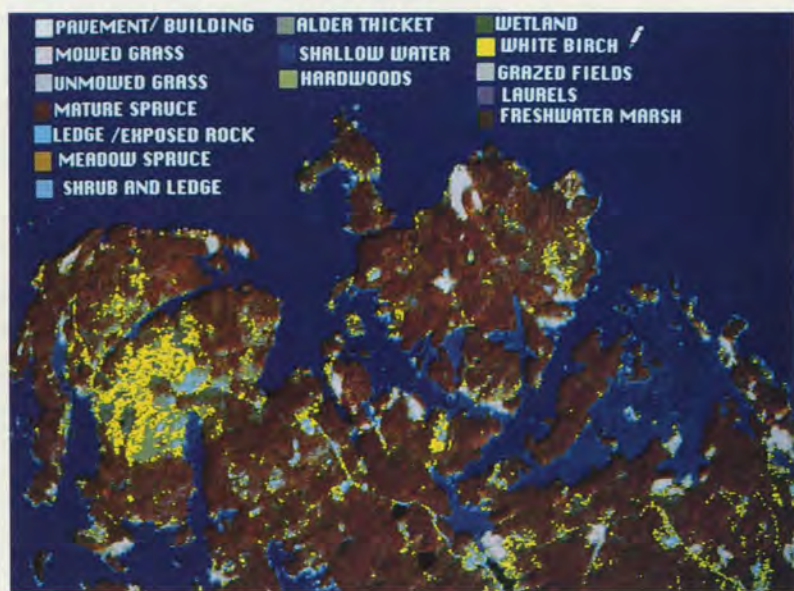 PAVEMENT/ BUILDING
MOWED GRASS
UNMOWED GRASS
MATURE SPRUCE
LEDGE /EXPOSED ROCK
MEADOW SPRUCE
SHRUB AND LEDGE
ALDER THICKET
SHALLOW WATER
HARDWOODS
WETLAND
WHITE BIRCH
GRAZED FIELDS
LAURELS
FRESHWATER MARSH